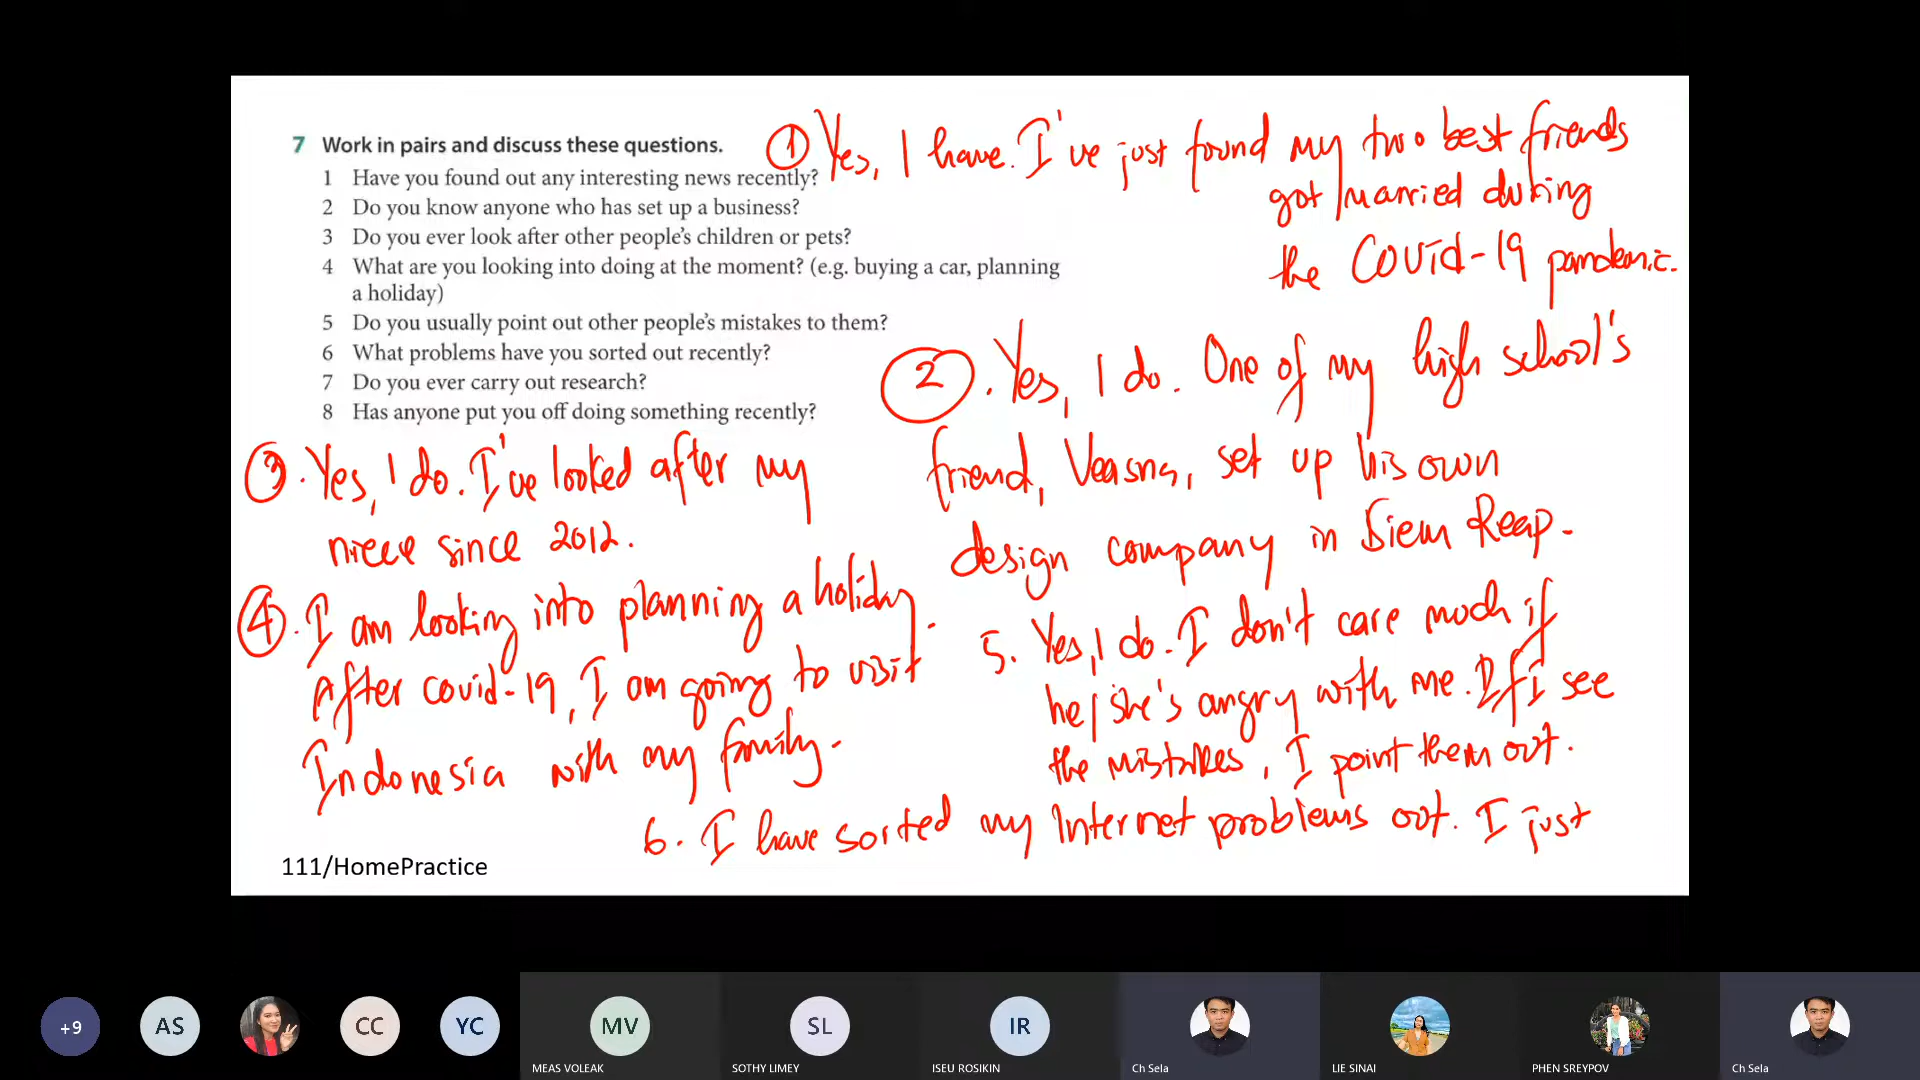 7 Work in pairs and discuss these questions.
1 Have you found out any interesting news recently?
2 Do you know anyone who has set up a business?
3 Do you ever look after other people's children or pets?
4 What are you looking into doing at the moment? (e.g. buying a car, planning
a holiday)
5 Do you usually point out other people's mistakes to them?
6 What problems have you sorted out recently?
7 Do you ever carry out research?
8 Has anyone put you off doing something recently?
1 Yes, I have. I've just found my two best friends
got married during
the Covid-19 pandemic.
2. Yes, I do. One of my high school's
friend, Veasna, set up his own
design company in Siem Reap.
3. Yes, I do. I've looked after my
niece since 2012.
4. I am looking into planning a holiday.
After covid-19, I am going to visit
Indonesia with my family.
5. Yes, I do. I don't care much if
he/she's angry with me. If I see
the mistakes, I point them out.
6. I have sorted my Internet problems out. I just
111/HomePractice
+9
AS
CC
YC
MV
SL
IR
MEAS VOLEAK
SOTHY LIMEY
ISEU ROSIKIN
Ch Sela
LIE SINAI
PHEN SREYPOV
Ch Sela